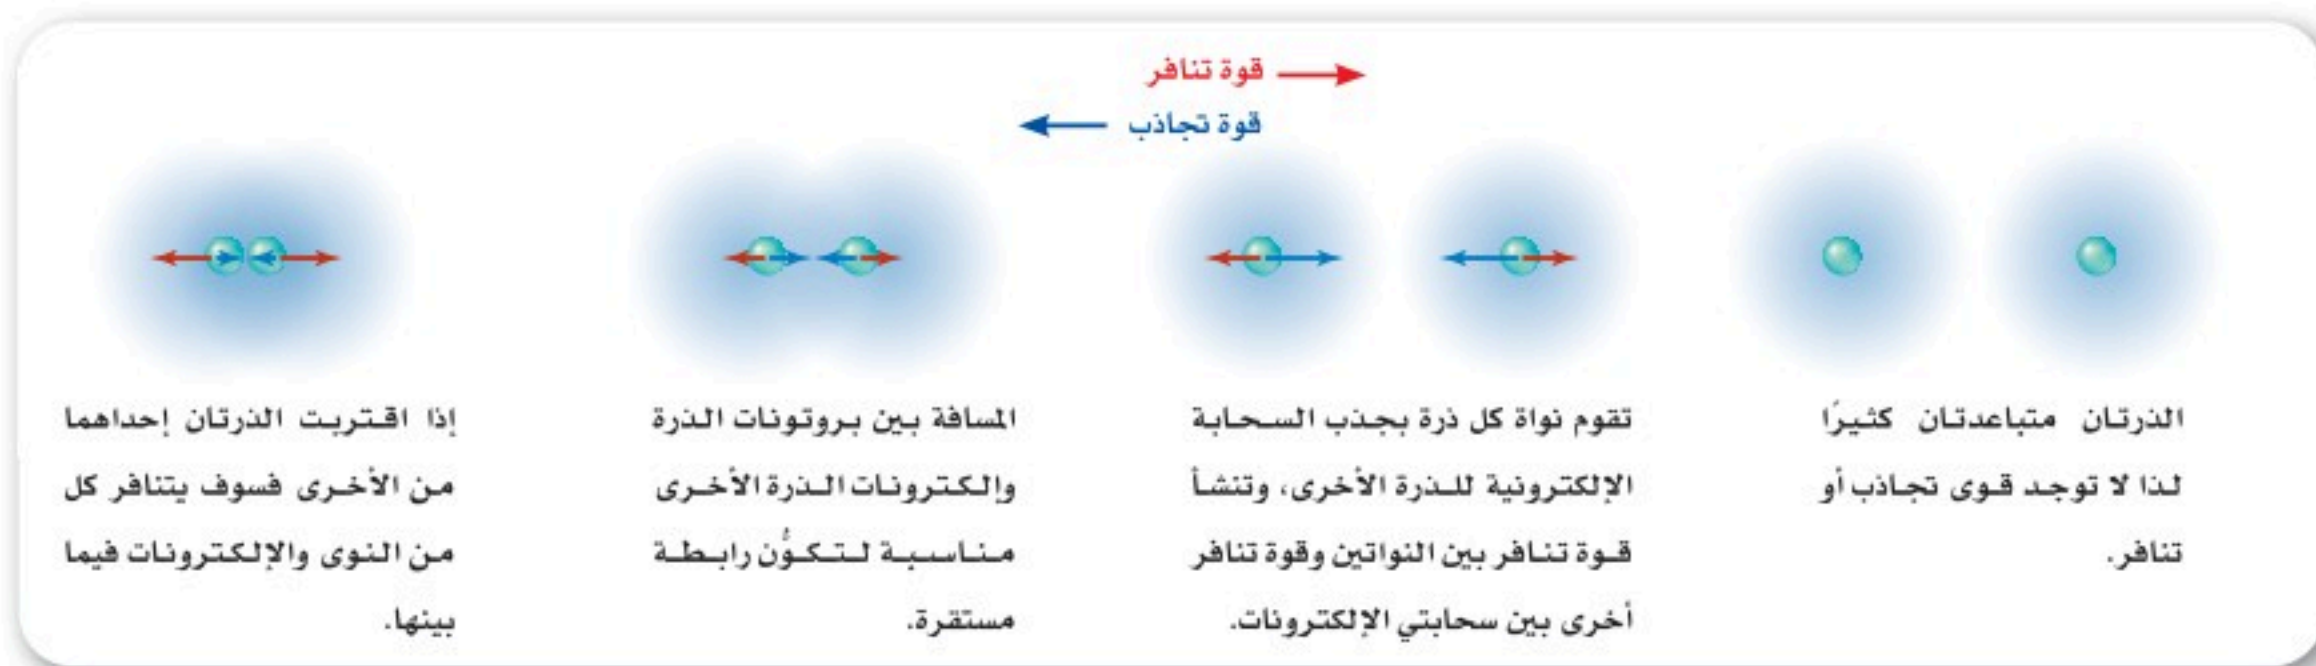 قوة تنافر
قوة تجاذب
الذرتان متباعدتان كثيرًا
لذا لا توجد قوى تجاذب أو
تنافر.
تقوم نواة كل ذرة بجذب السحابة
الإلكترونية للذرة الأخرى، وتنشأ
قوة تنافر بين النواتين وقوة تنافر
أخرى بين سحابتي الإلكترونات.
المسافة بين بروتونات الذرة
وإلكترونات الذرة الأخرى
مناسبة لتكوُّن رابطة
مستقرة.
إذا اقتربت الذرتان إحداهما
من الأخرى فسوف يتنافر كل
من النوى والإلكترونات فيما
بينها.